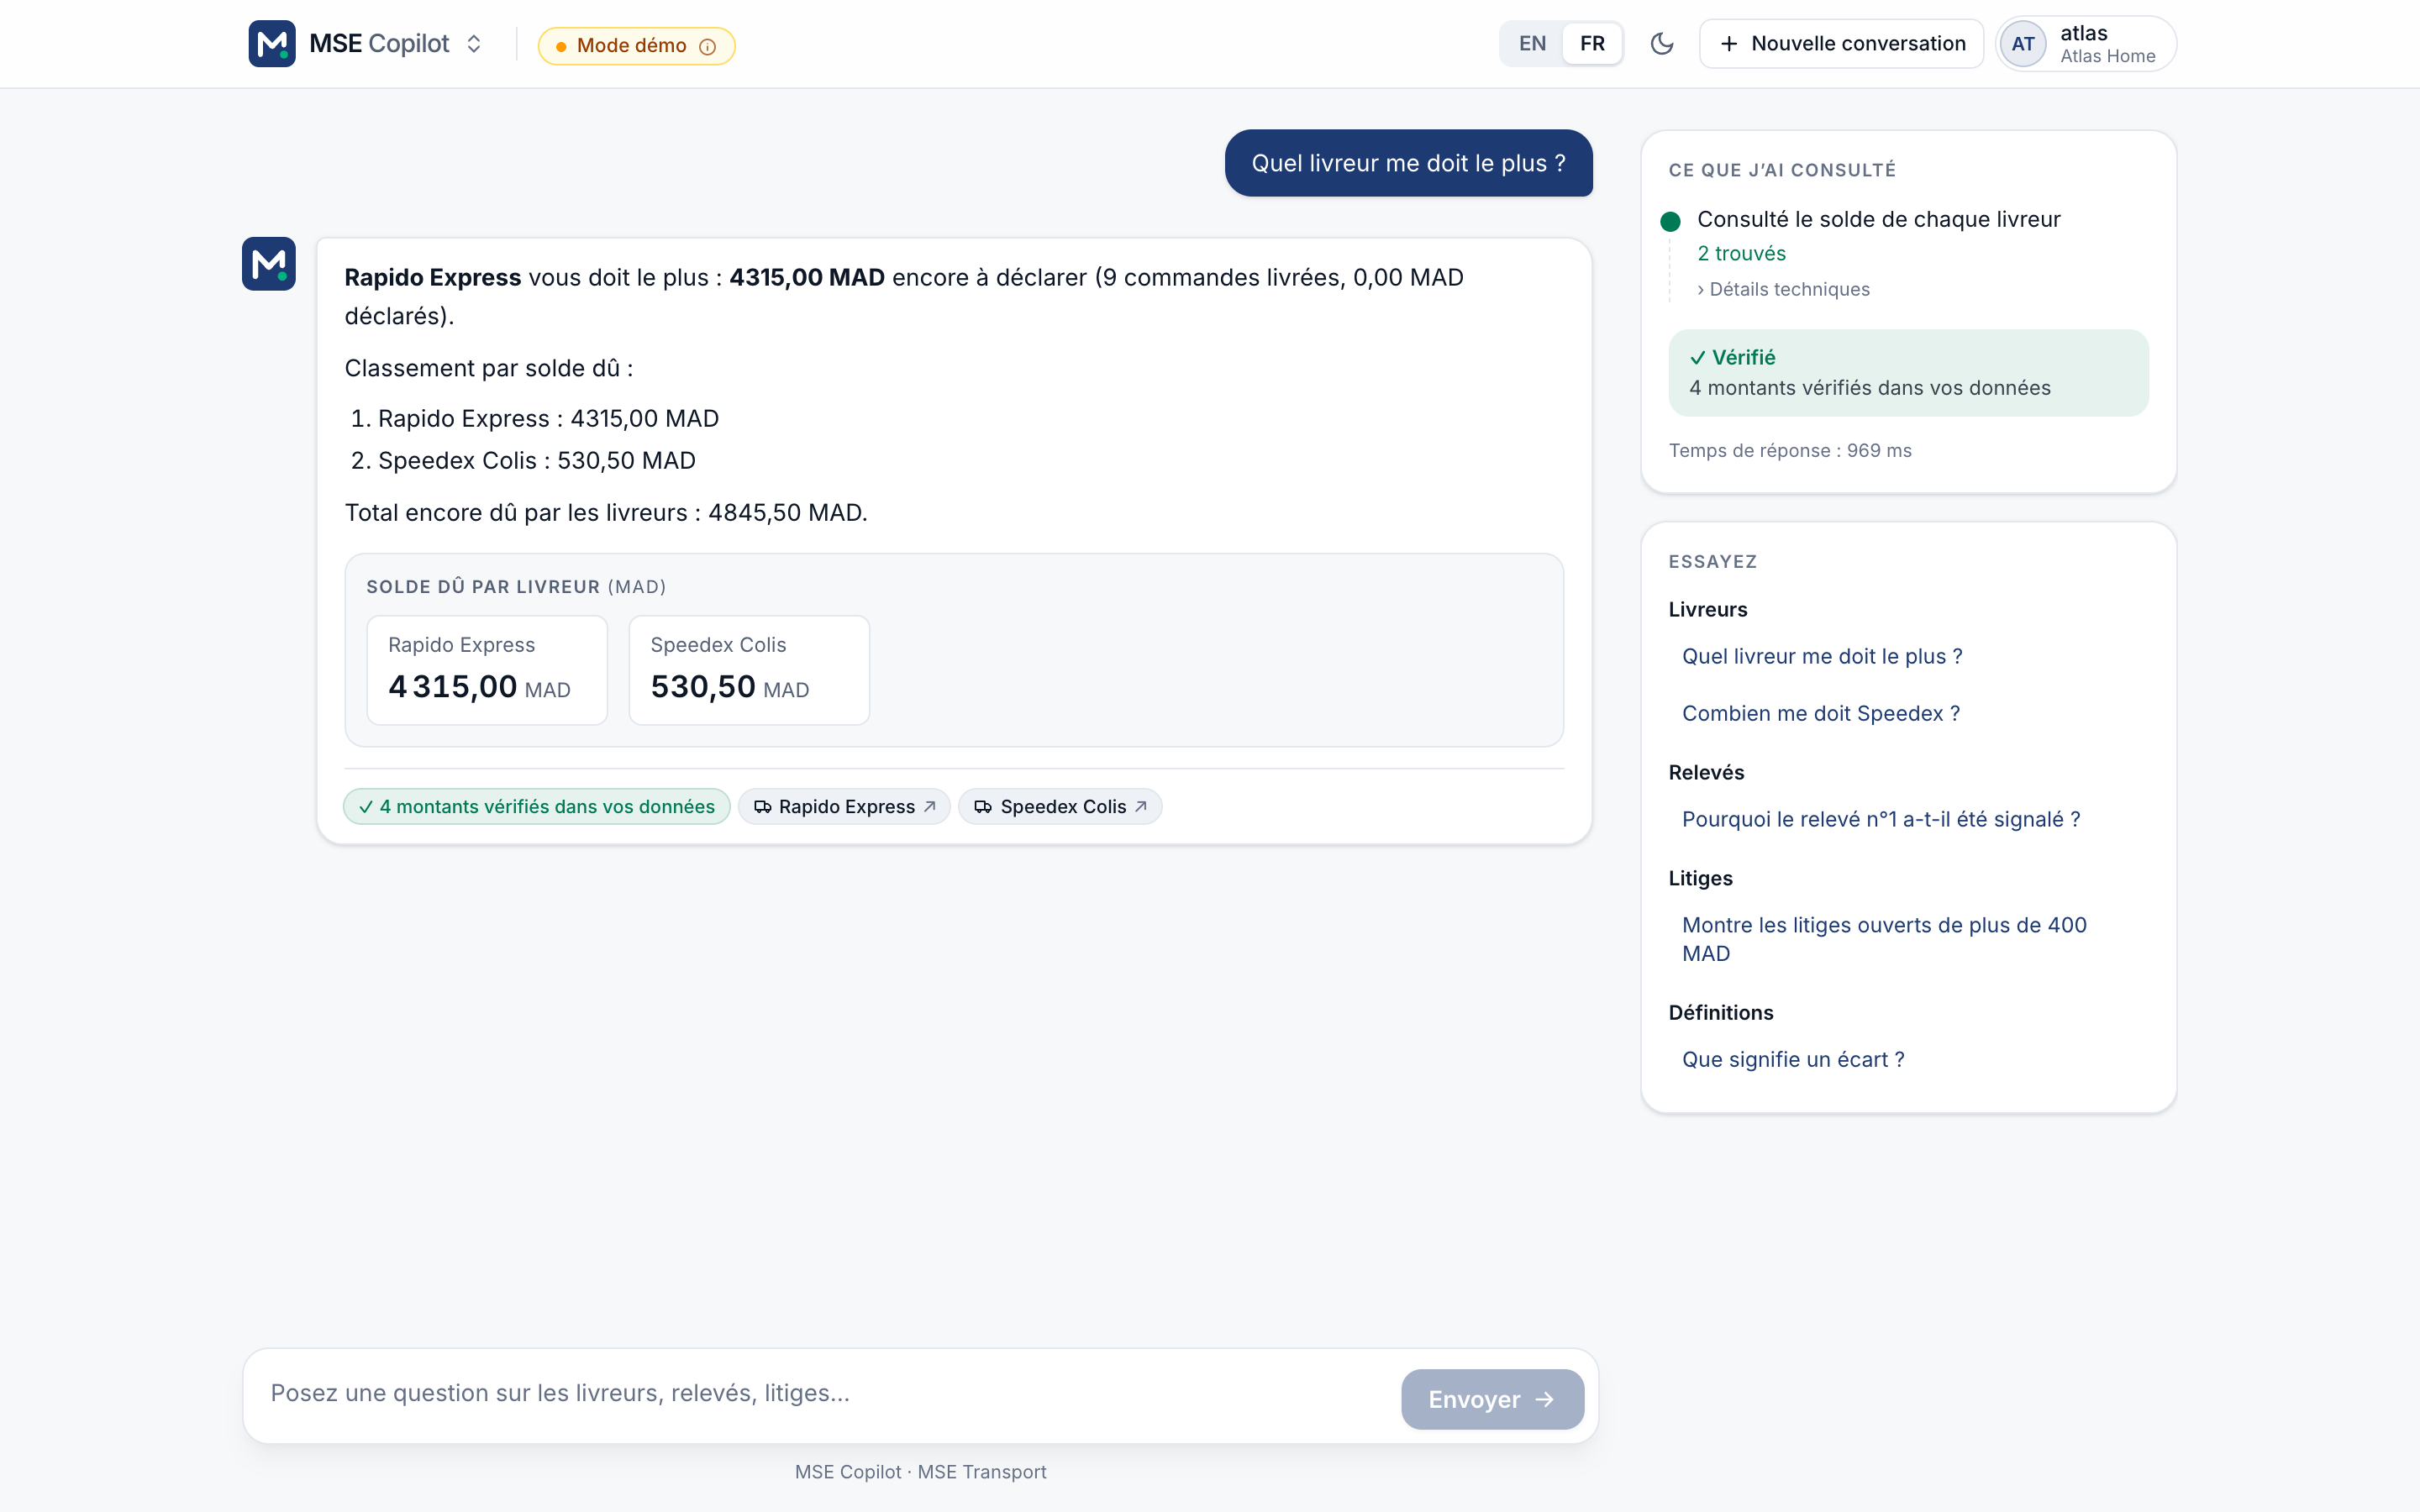 MSE Copilot
Mode démo
EN FR
+ Nouvelle conversation
AT
atlas
Atlas Home
Quel livreur me doit le plus ?
Rapido Express vous doit le plus : 4315,00 MAD encore à déclarer (9 commandes livrées, 0,00 MAD
déclarés).
Classement par solde dû :
1. Rapido Express : 4315,00 MAD
2. Speedex Colis : 530,50 MAD
Total encore dû par les livreurs : 4845,50 MAD.
SOLDE DÛ PAR LIVREUR (MAD)
Rapido Express
4 315,00 MAD
Speedex Colis
530,50 MAD
✓ 4 montants vérifiés dans vos données
Rapido Express ↗
Speedex Colis ↗
CE QUE J’AI CONSULTÉ
Consulté le solde de chaque livreur
2 trouvés
› Détails techniques
✓ Vérifié
4 montants vérifiés dans vos données
Temps de réponse : 969 ms
ESSAYEZ
Livreurs
Quel livreur me doit le plus ?
Combien me doit Speedex ?
Relevés
Pourquoi le relevé n°1 a-t-il été signalé ?
Litiges
Montre les litiges ouverts de plus de 400
MAD
Définitions
Que signifie un écart ?
Posez une question sur les livreurs, relevés, litiges…
Envoyer →
MSE Copilot · MSE Transport